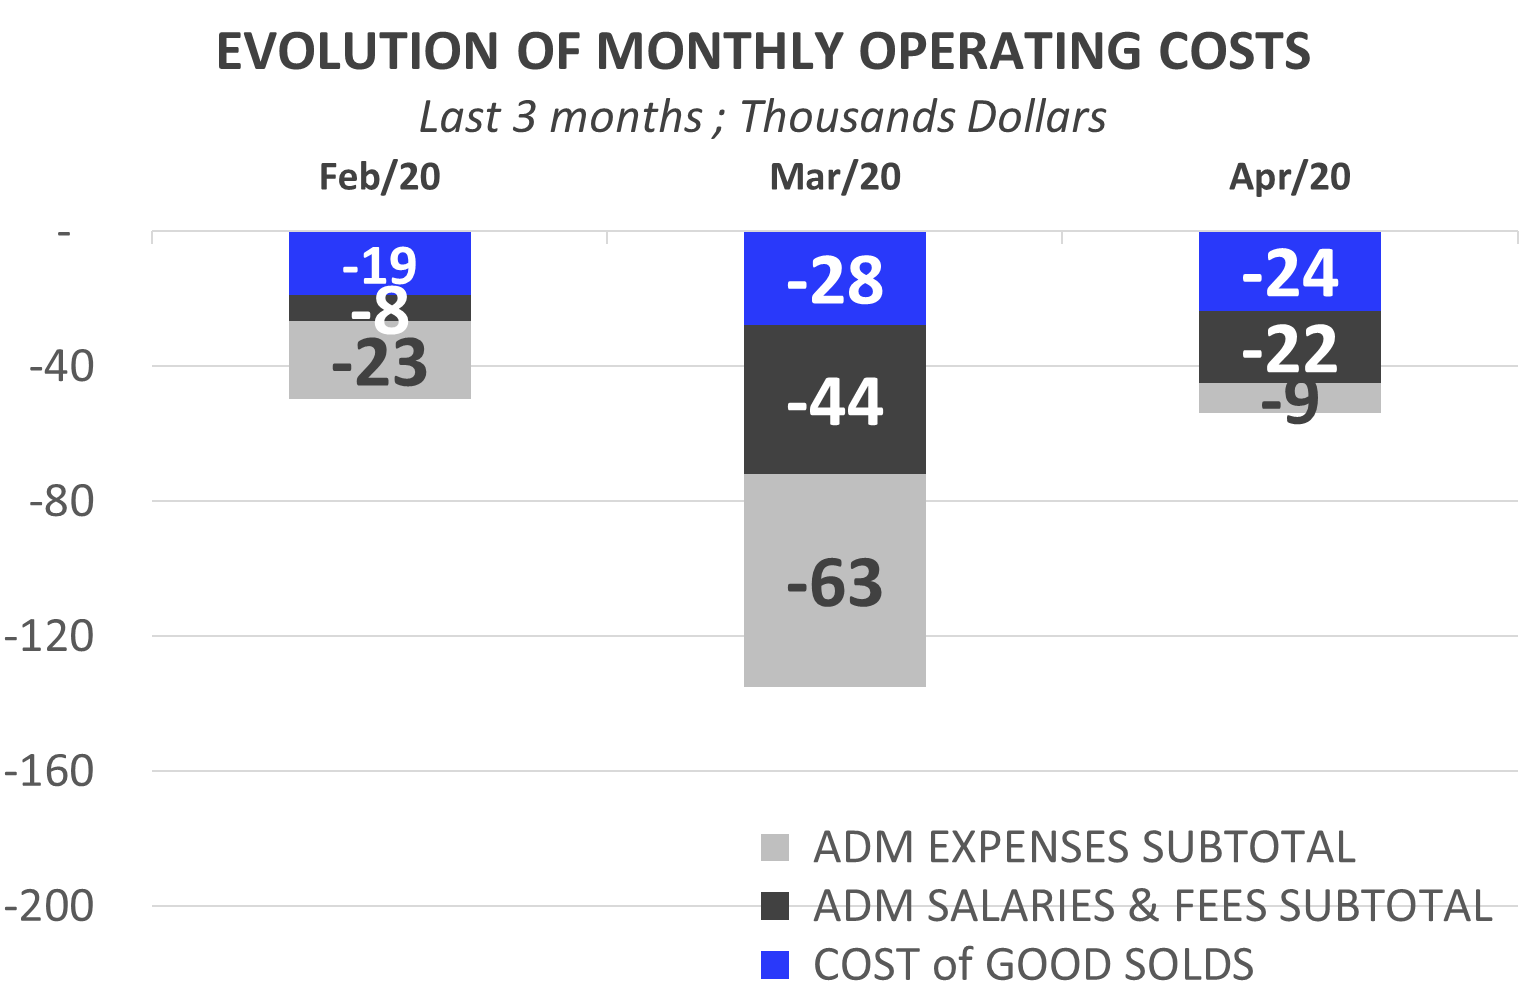 EVOLUTION OF MONTHLY OPERATING COSTS
Last 3 months ; Thousands Dollars
Feb/20 Mar/20 Apr/20
-
-19 -28 -24
-8 -44 -22
-23 -63 -9
-40
-80
-120
-160
-200
ADM EXPENSES SUBTOTAL
ADM SALARIES & FEES SUBTOTAL
COST of GOOD SOLDS